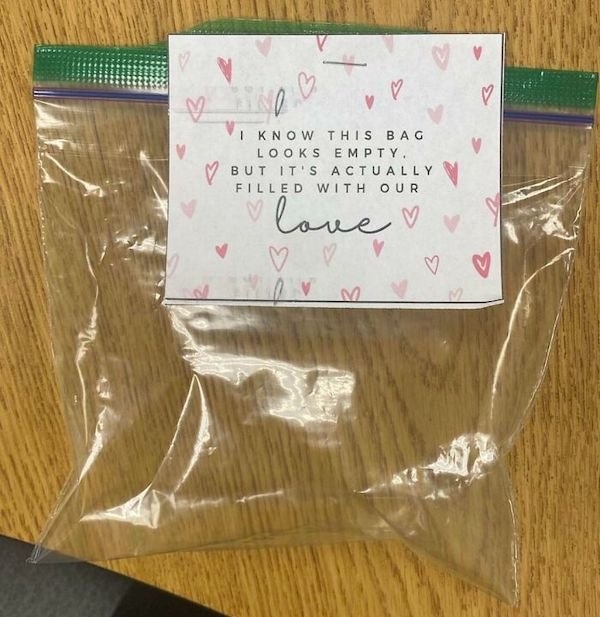 I KNOW THIS BAG
LOOKS EMPTY,
BUT IT'S ACTUALLY
FILLED WITH OUR
love